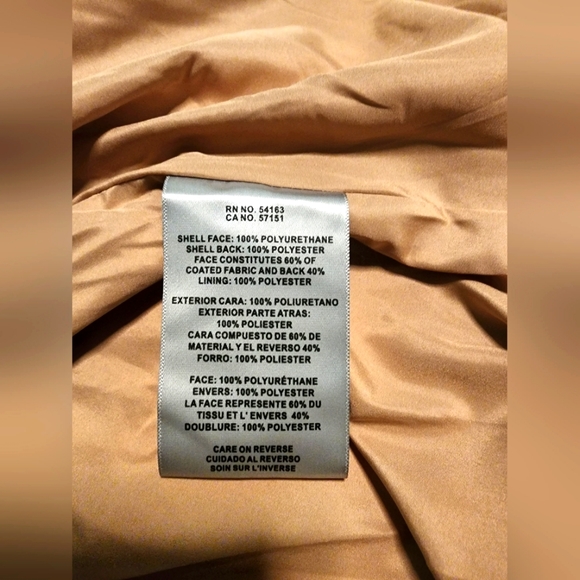 RN NO. 54163
CA NO. 57151
SHELL FACE: 100% POLYURETHANE
SHELL BACK: 100% POLYESTER
FACE CONSTITUTES 60% OF
COATED FABRIC AND BACK 40%
LINING: 100% POLYESTER
EXTERIOR CARA: 100% POLIURETANO
EXTERIOR PARTE ATRAS:
100% POLIESTER
CARA COMPUESTO DE 60% DE
MATERIAL Y EL REVERSO 40%
FORRO: 100% POLIESTER
FACE: 100% POLYURÉTHANE
ENVERS: 100% POLYESTER
LA FACE REPRESENTE 60% DU
TISSU ET L' ENVERS 40%
DOUBLURE: 100% POLYESTER
CARE ON REVERSE
CUIDADO AL REVERSO
SOIN SUR L'INVERSE